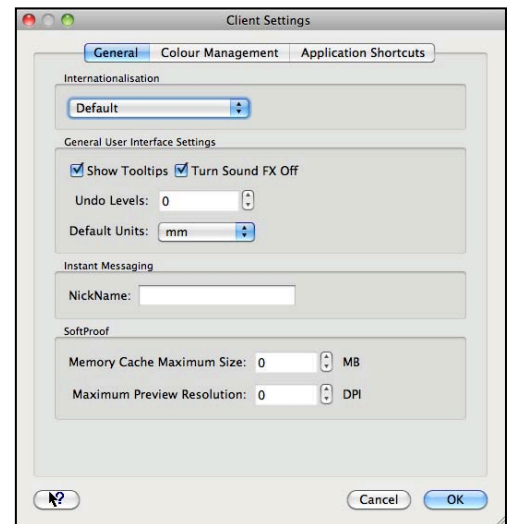 Client Settings
General Colour Management Application Shortcuts
Internationalisation
Default
General User Interface Settings
Show Tooltips Turn Sound FX Off
Undo Levels: 0
Default Units: mm
Instant Messaging
NickName:
SoftProof
Memory Cache Maximum Size: 0 MB
Maximum Preview Resolution: 0 DPI
? Cancel OK